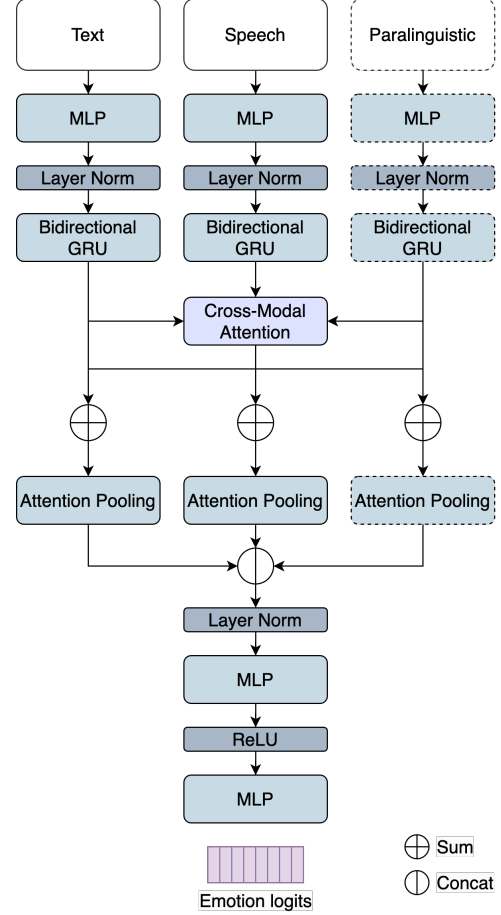 Text
Speech
Paralinguistic
MLP
MLP
MLP
Layer Norm
Layer Norm
Layer Norm
Bidirectional
GRU
Bidirectional
GRU
Bidirectional
GRU
Cross-Modal
Attention
Attention Pooling
Attention Pooling
Attention Pooling
Layer Norm
MLP
ReLU
MLP
Sum
Concat
Emotion logits